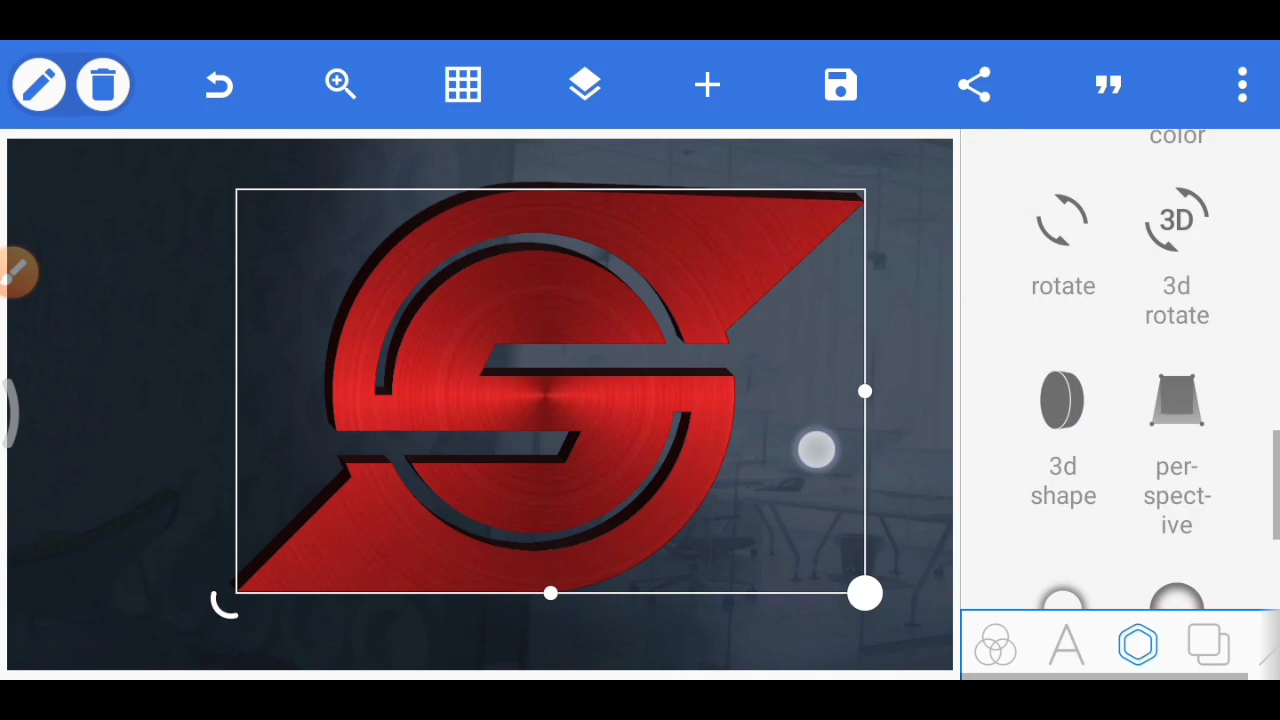 color
rotate
3D
3d
rotate
3d
shape
per-
spect-
ive